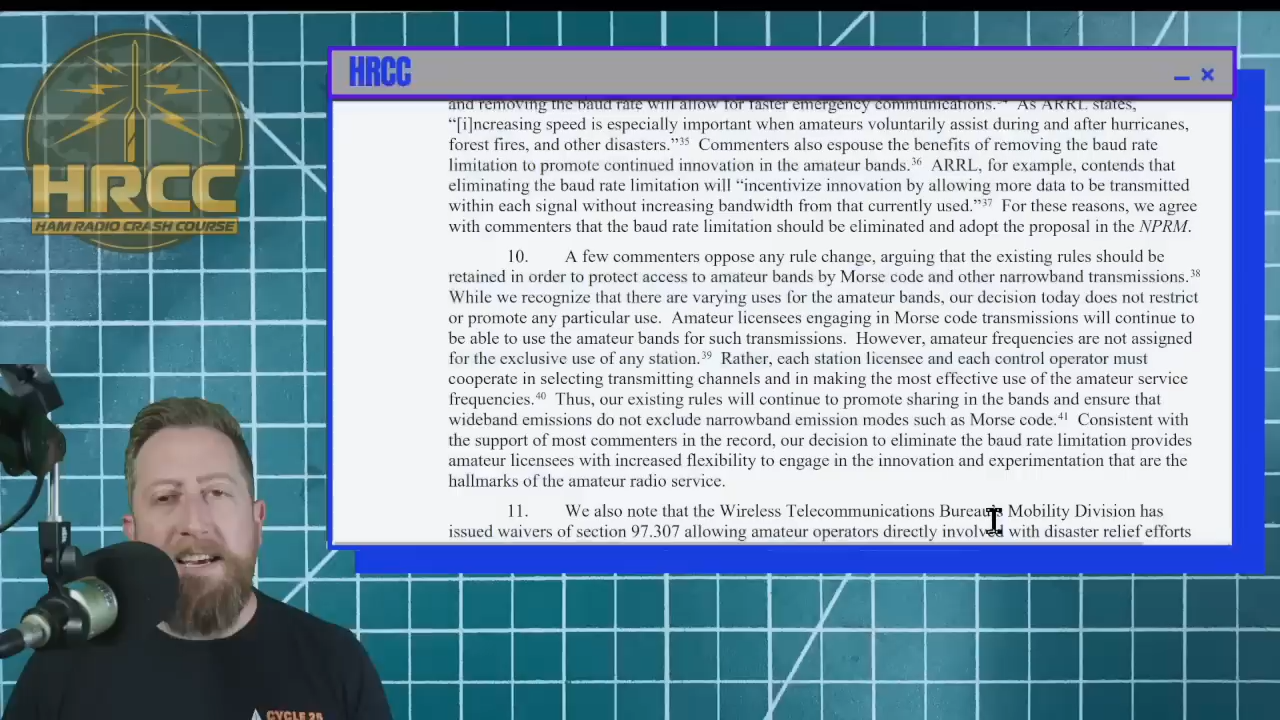 HRCC
HRCC
HAM RADIO CRASH COURSE
and removing the baud rate will allow for faster emergency communications. As ARRL states,
“[i]ncreasing speed is especially important when amateurs voluntarily assist during and after hurricanes,
forest fires, and other disasters.”35 Commenters also espouse the benefits of removing the baud rate
limitation to promote continued innovation in the amateur bands.36 ARRL, for example, contends that
eliminating the baud rate limitation will “incentivize innovation by allowing more data to be transmitted
within each signal without increasing bandwidth from that currently used.”37 For these reasons, we agree
with commenters that the baud rate limitation should be eliminated and adopt the proposal in the NPRM.
10. A few commenters oppose any rule change, arguing that the existing rules should be
retained in order to protect access to amateur bands by Morse code and other narrowband transmissions.38
While we recognize that there are varying uses for the amateur bands, our decision today does not restrict
or promote any particular use. Amateur licensees engaging in Morse code transmissions will continue to
be able to use the amateur bands for such transmissions. However, amateur frequencies are not assigned
for the exclusive use of any station.39 Rather, each station licensee and each control operator must
cooperate in selecting transmitting channels and in making the most effective use of the amateur service
frequencies.40 Thus, our existing rules will continue to promote sharing in the bands and ensure that
wideband emissions do not exclude narrowband emission modes such as Morse code.41 Consistent with
the support of most commenters in the record, our decision to eliminate the baud rate limitation provides
amateur licensees with increased flexibility to engage in the innovation and experimentation that are the
hallmarks of the amateur radio service.
11. We also note that the Wireless Telecommunications Bureau's Mobility Division has
issued waivers of section 97.307 allowing amateur operators directly involved with disaster relief efforts
CYCLE 25